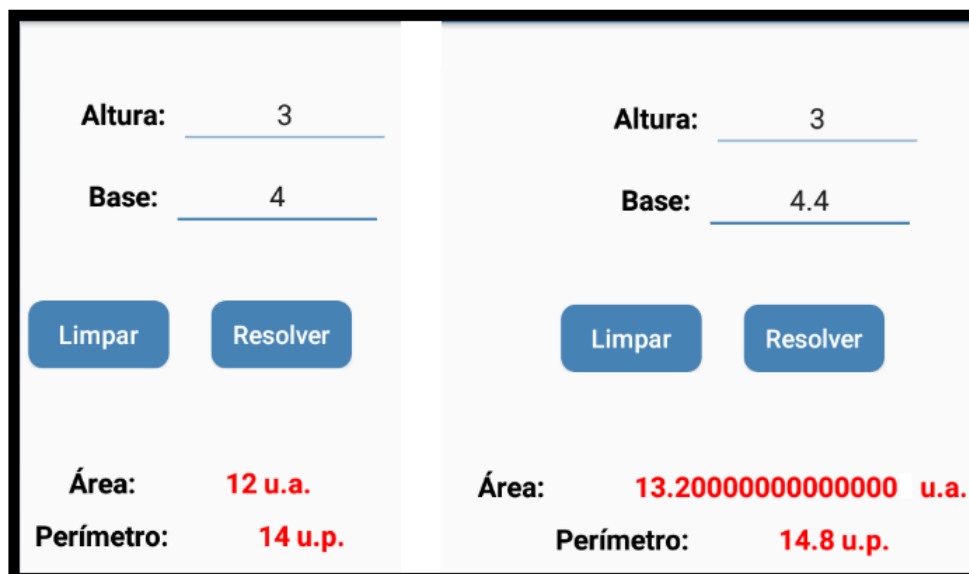 Altura: 3
Base: 4
Limpar Resolver
Área: 12 u.a.
Perímetro: 14 u.p.
Altura: 3
Base: 4.4
Limpar Resolver
Área: 13.20000000000000 u.a.
Perímetro: 14.8 u.p.